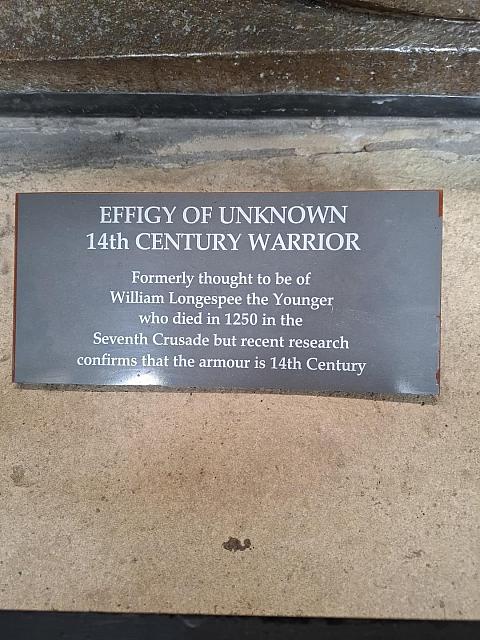 EFFIGY OF UNKNOWN
14th CENTURY WARRIOR
Formerly thought to be of
William Longespee the Younger
who died in 1250 in the
Seventh Crusade but recent research
confirms that the armour is 14th Century